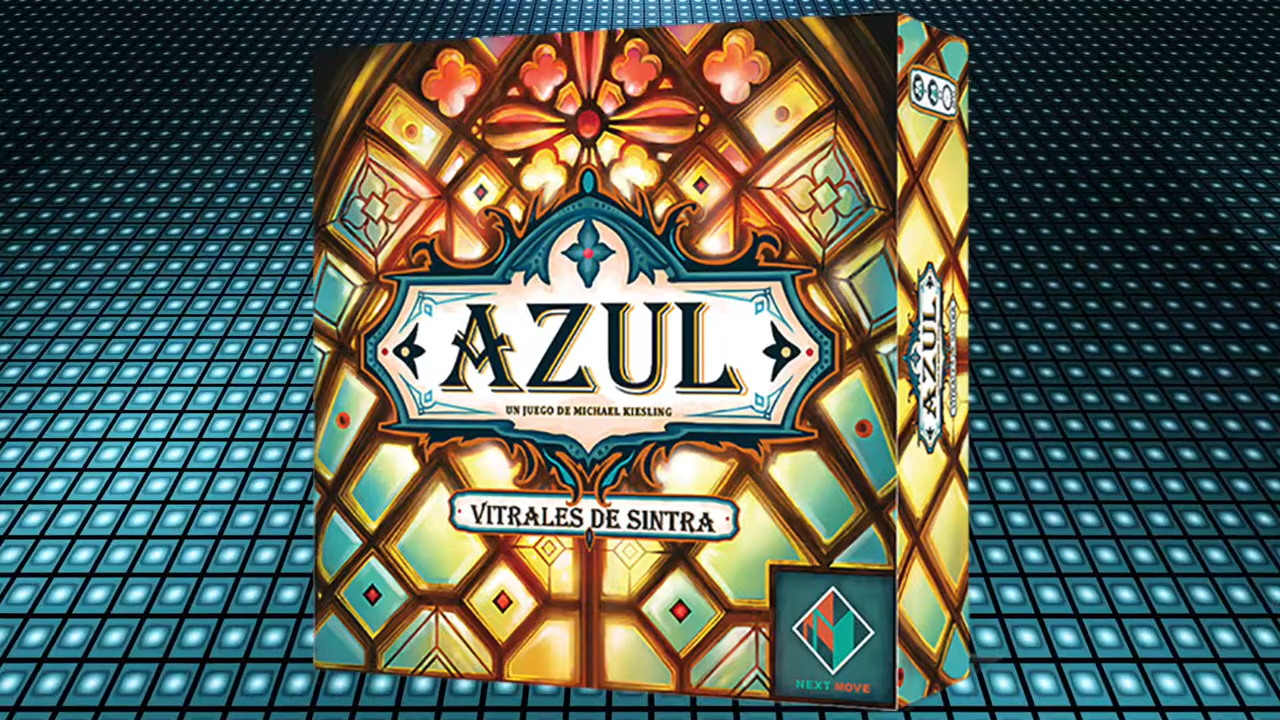 AZUL
UN JUEGO DE MICHAEL KIESLING
VITRALES DE SINTRA
NEXT MOVE
AZUL